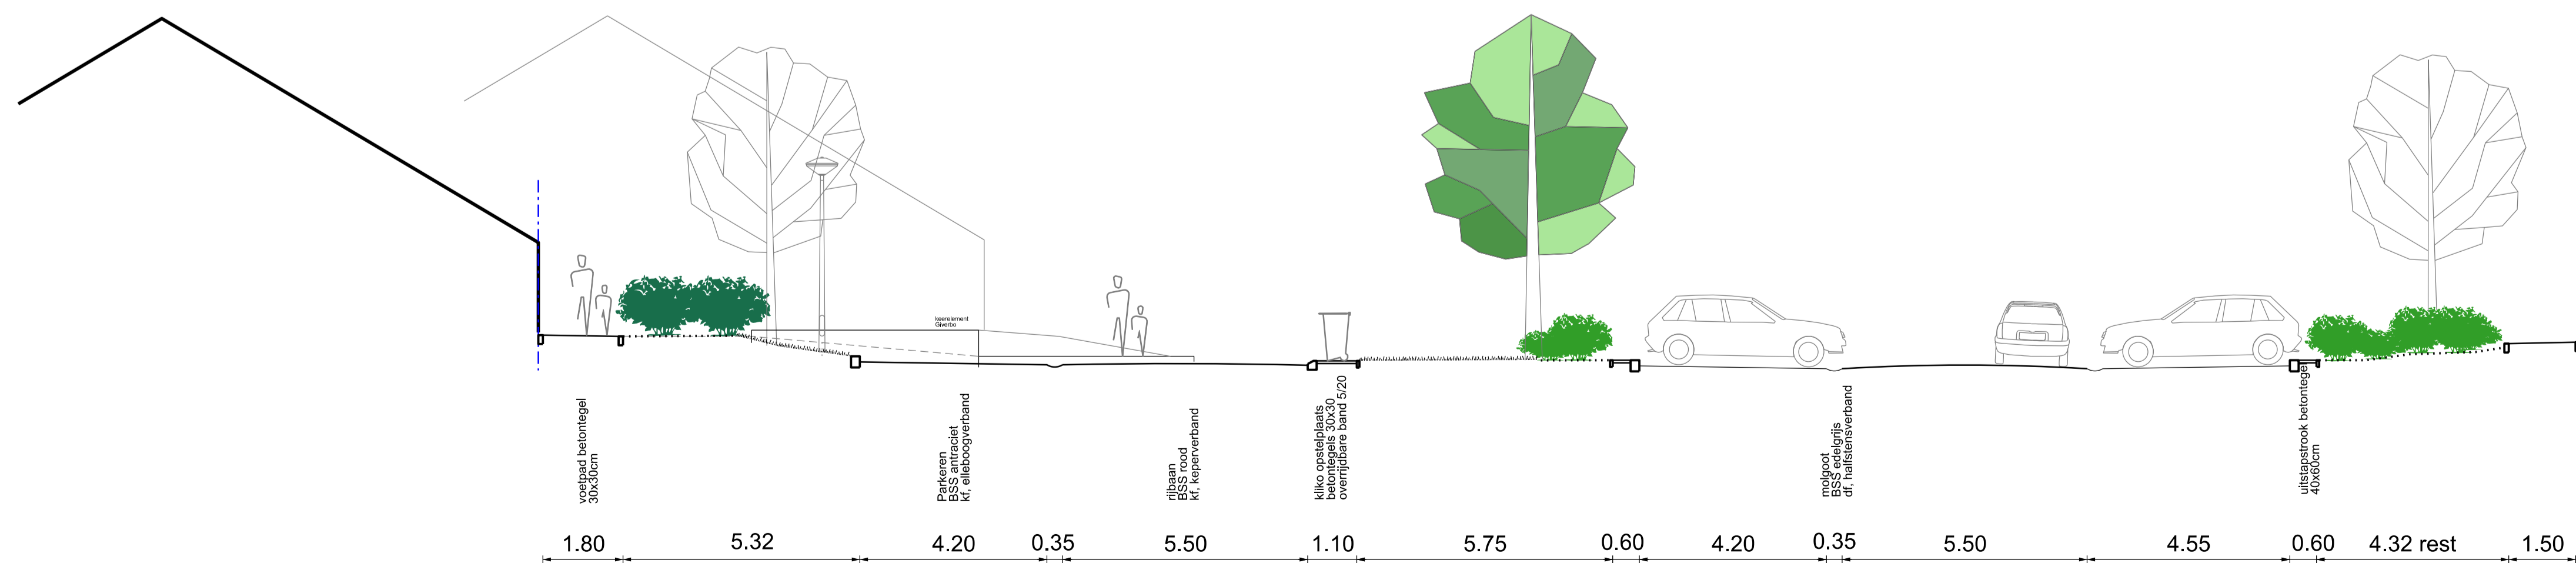 keerelement
Giverbo
voetpad betontegel
30x30cm
Parkeren
BSS antraciet
kf, elleboogverband
rijbaan
BSS rood
kf, keperverband
kliko opstelplaats
betontegels 30x30
overrijdbare band 5/20
molgoot
BSS edelgrijs
df, halfsteensverband
uitstapstrook betontegel
40x60cm
1.80
5.32
4.20
0.35
5.50
1.10
5.75
0.60
4.20
0.35
5.50
4.55
0.60
4.32 rest
1.50